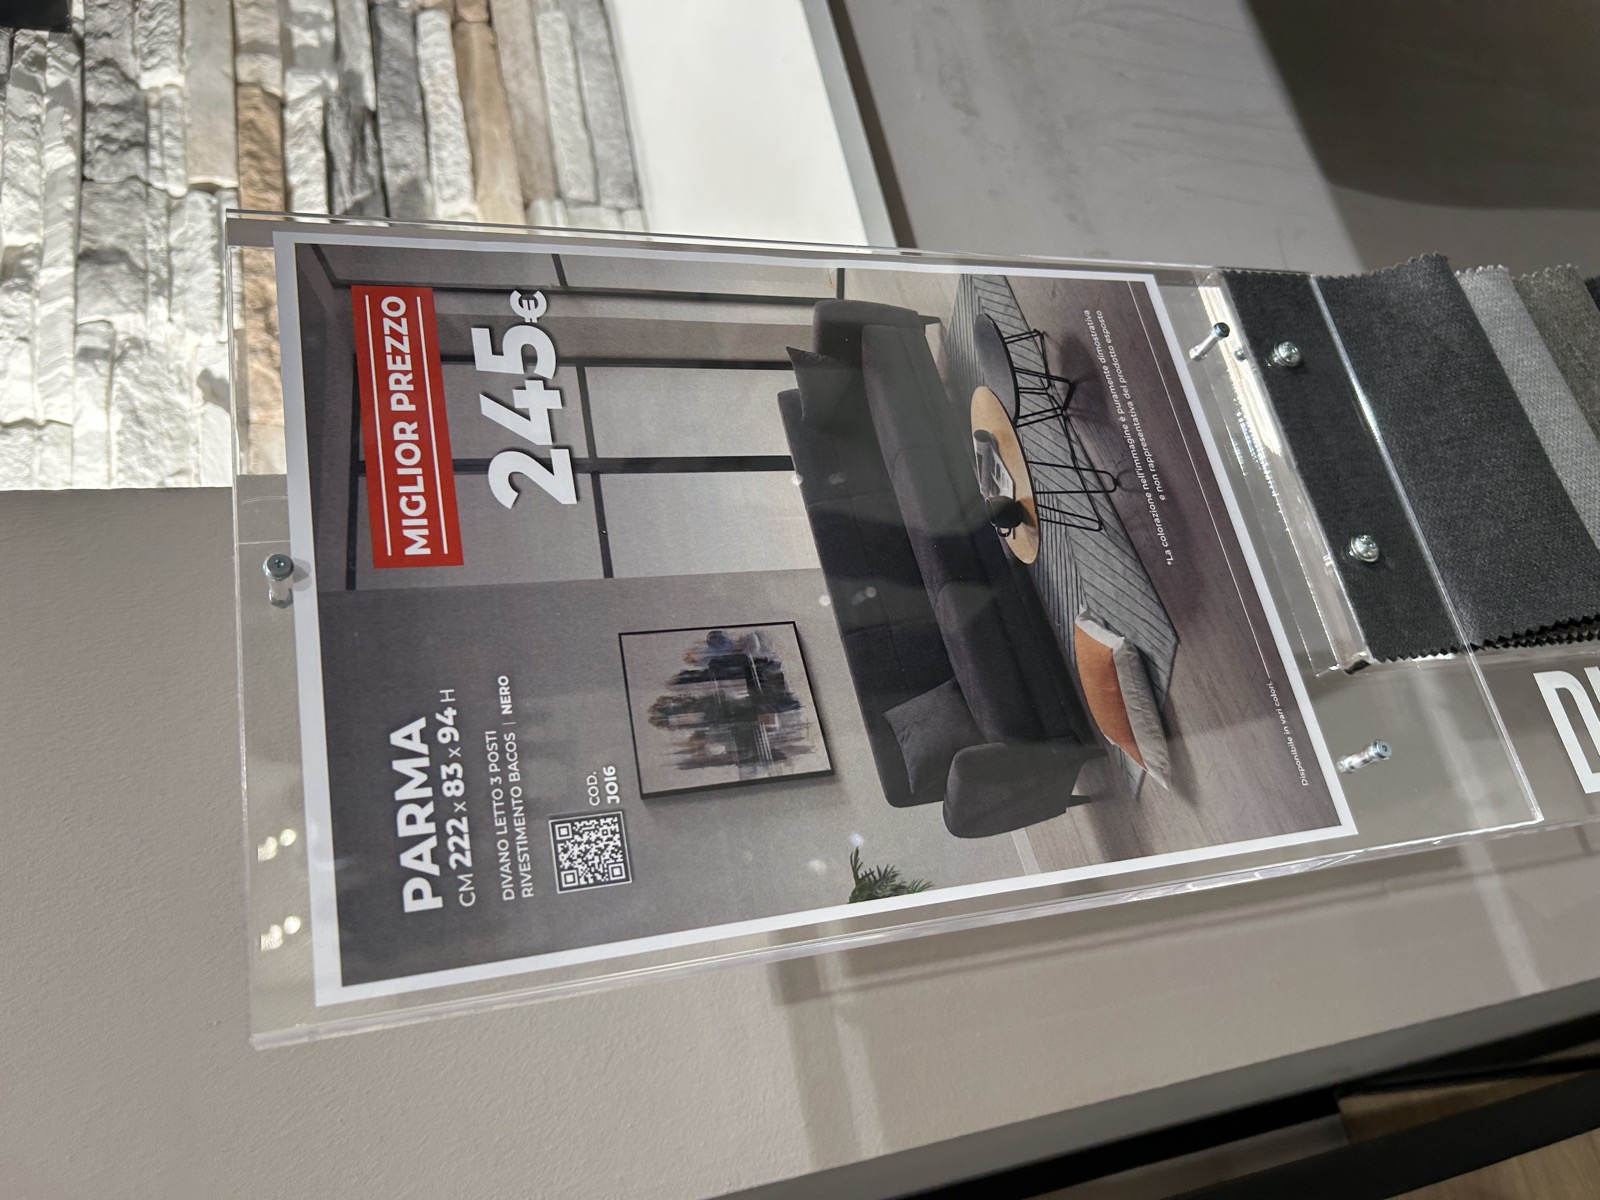 PARMA
CM 222 x 83 x 94 H
DIVANO LETTO 3 POSTI
RIVESTIMENTO BACOS | NERO
COD.
JOI6
MIGLIOR PREZZO
245€
*La colorazione nell'immagine è puramente dimostrativa
e non rappresentativa del prodotto esposto
Disponibile in vari colori.